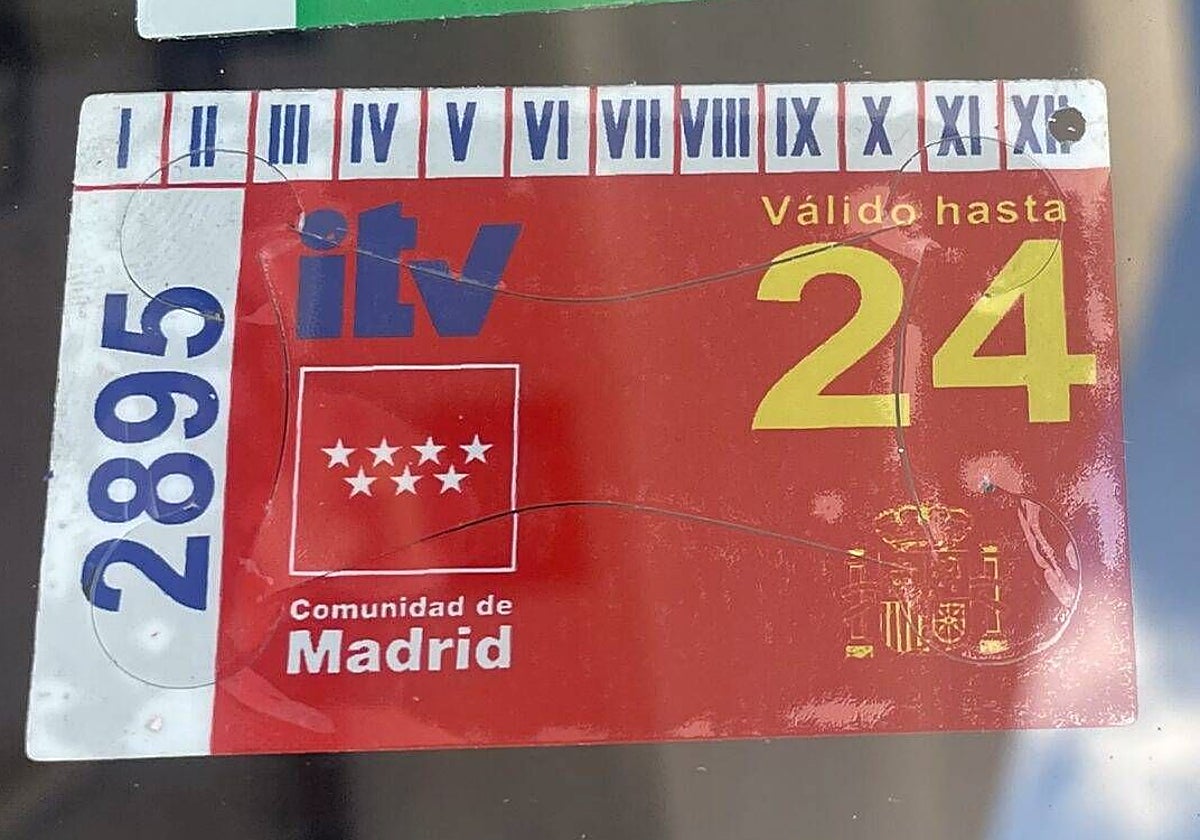 I II III IV V VI VII VIII IX X XI XII
2895
itv
Válido hasta
24
Comunidad de
Madrid